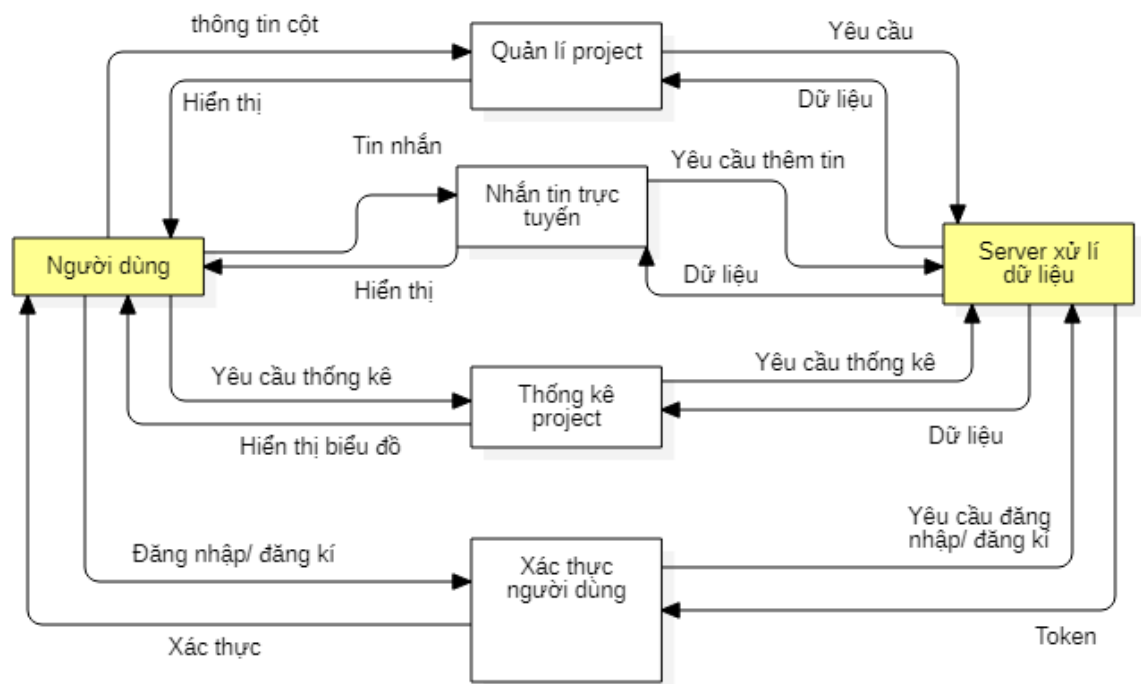 thông tin cột
Quản lí project
Yêu cầu
Hiển thị
Dữ liệu
Tin nhắn
Nhắn tin trực
tuyến
Yêu cầu thêm tin
Người dùng
Hiển thị
Dữ liệu
Server xử lí
dữ liệu
Yêu cầu thống kê
Thống kê
project
Yêu cầu thống kê
Hiển thị biểu đồ
Dữ liệu
Đăng nhập/ đăng kí
Xác thực
người dùng
Yêu cầu đăng
nhập/ đăng kí
Xác thực
Token